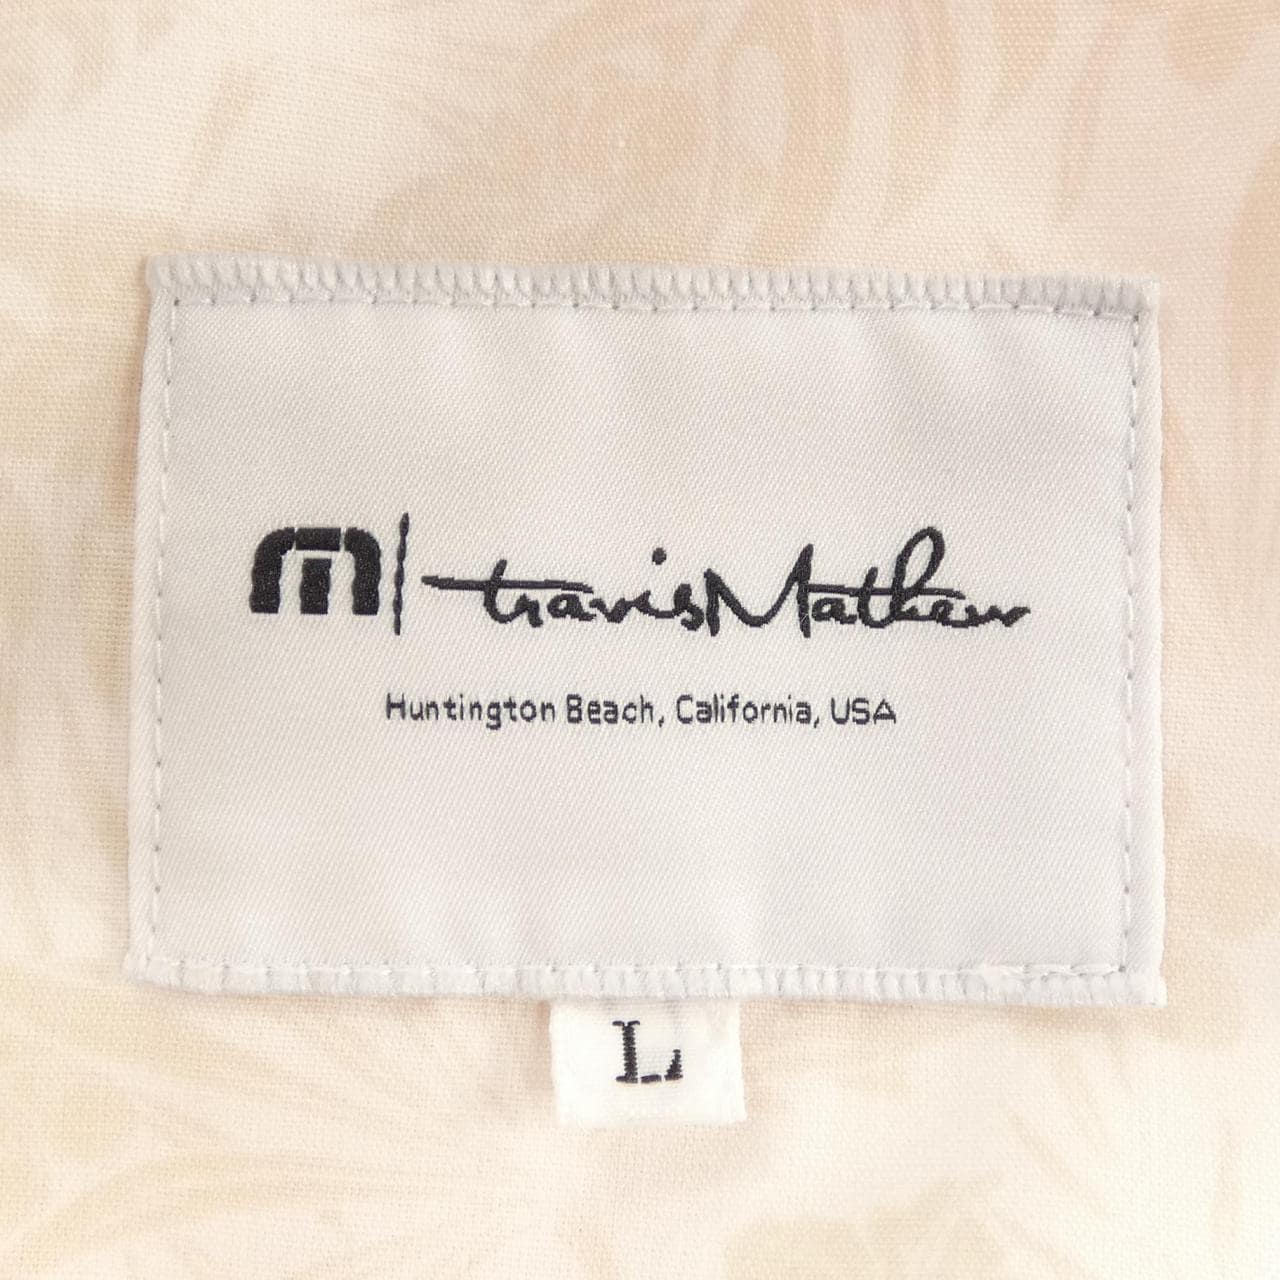 m| travisMathew
Huntington Beach, California, USA
L